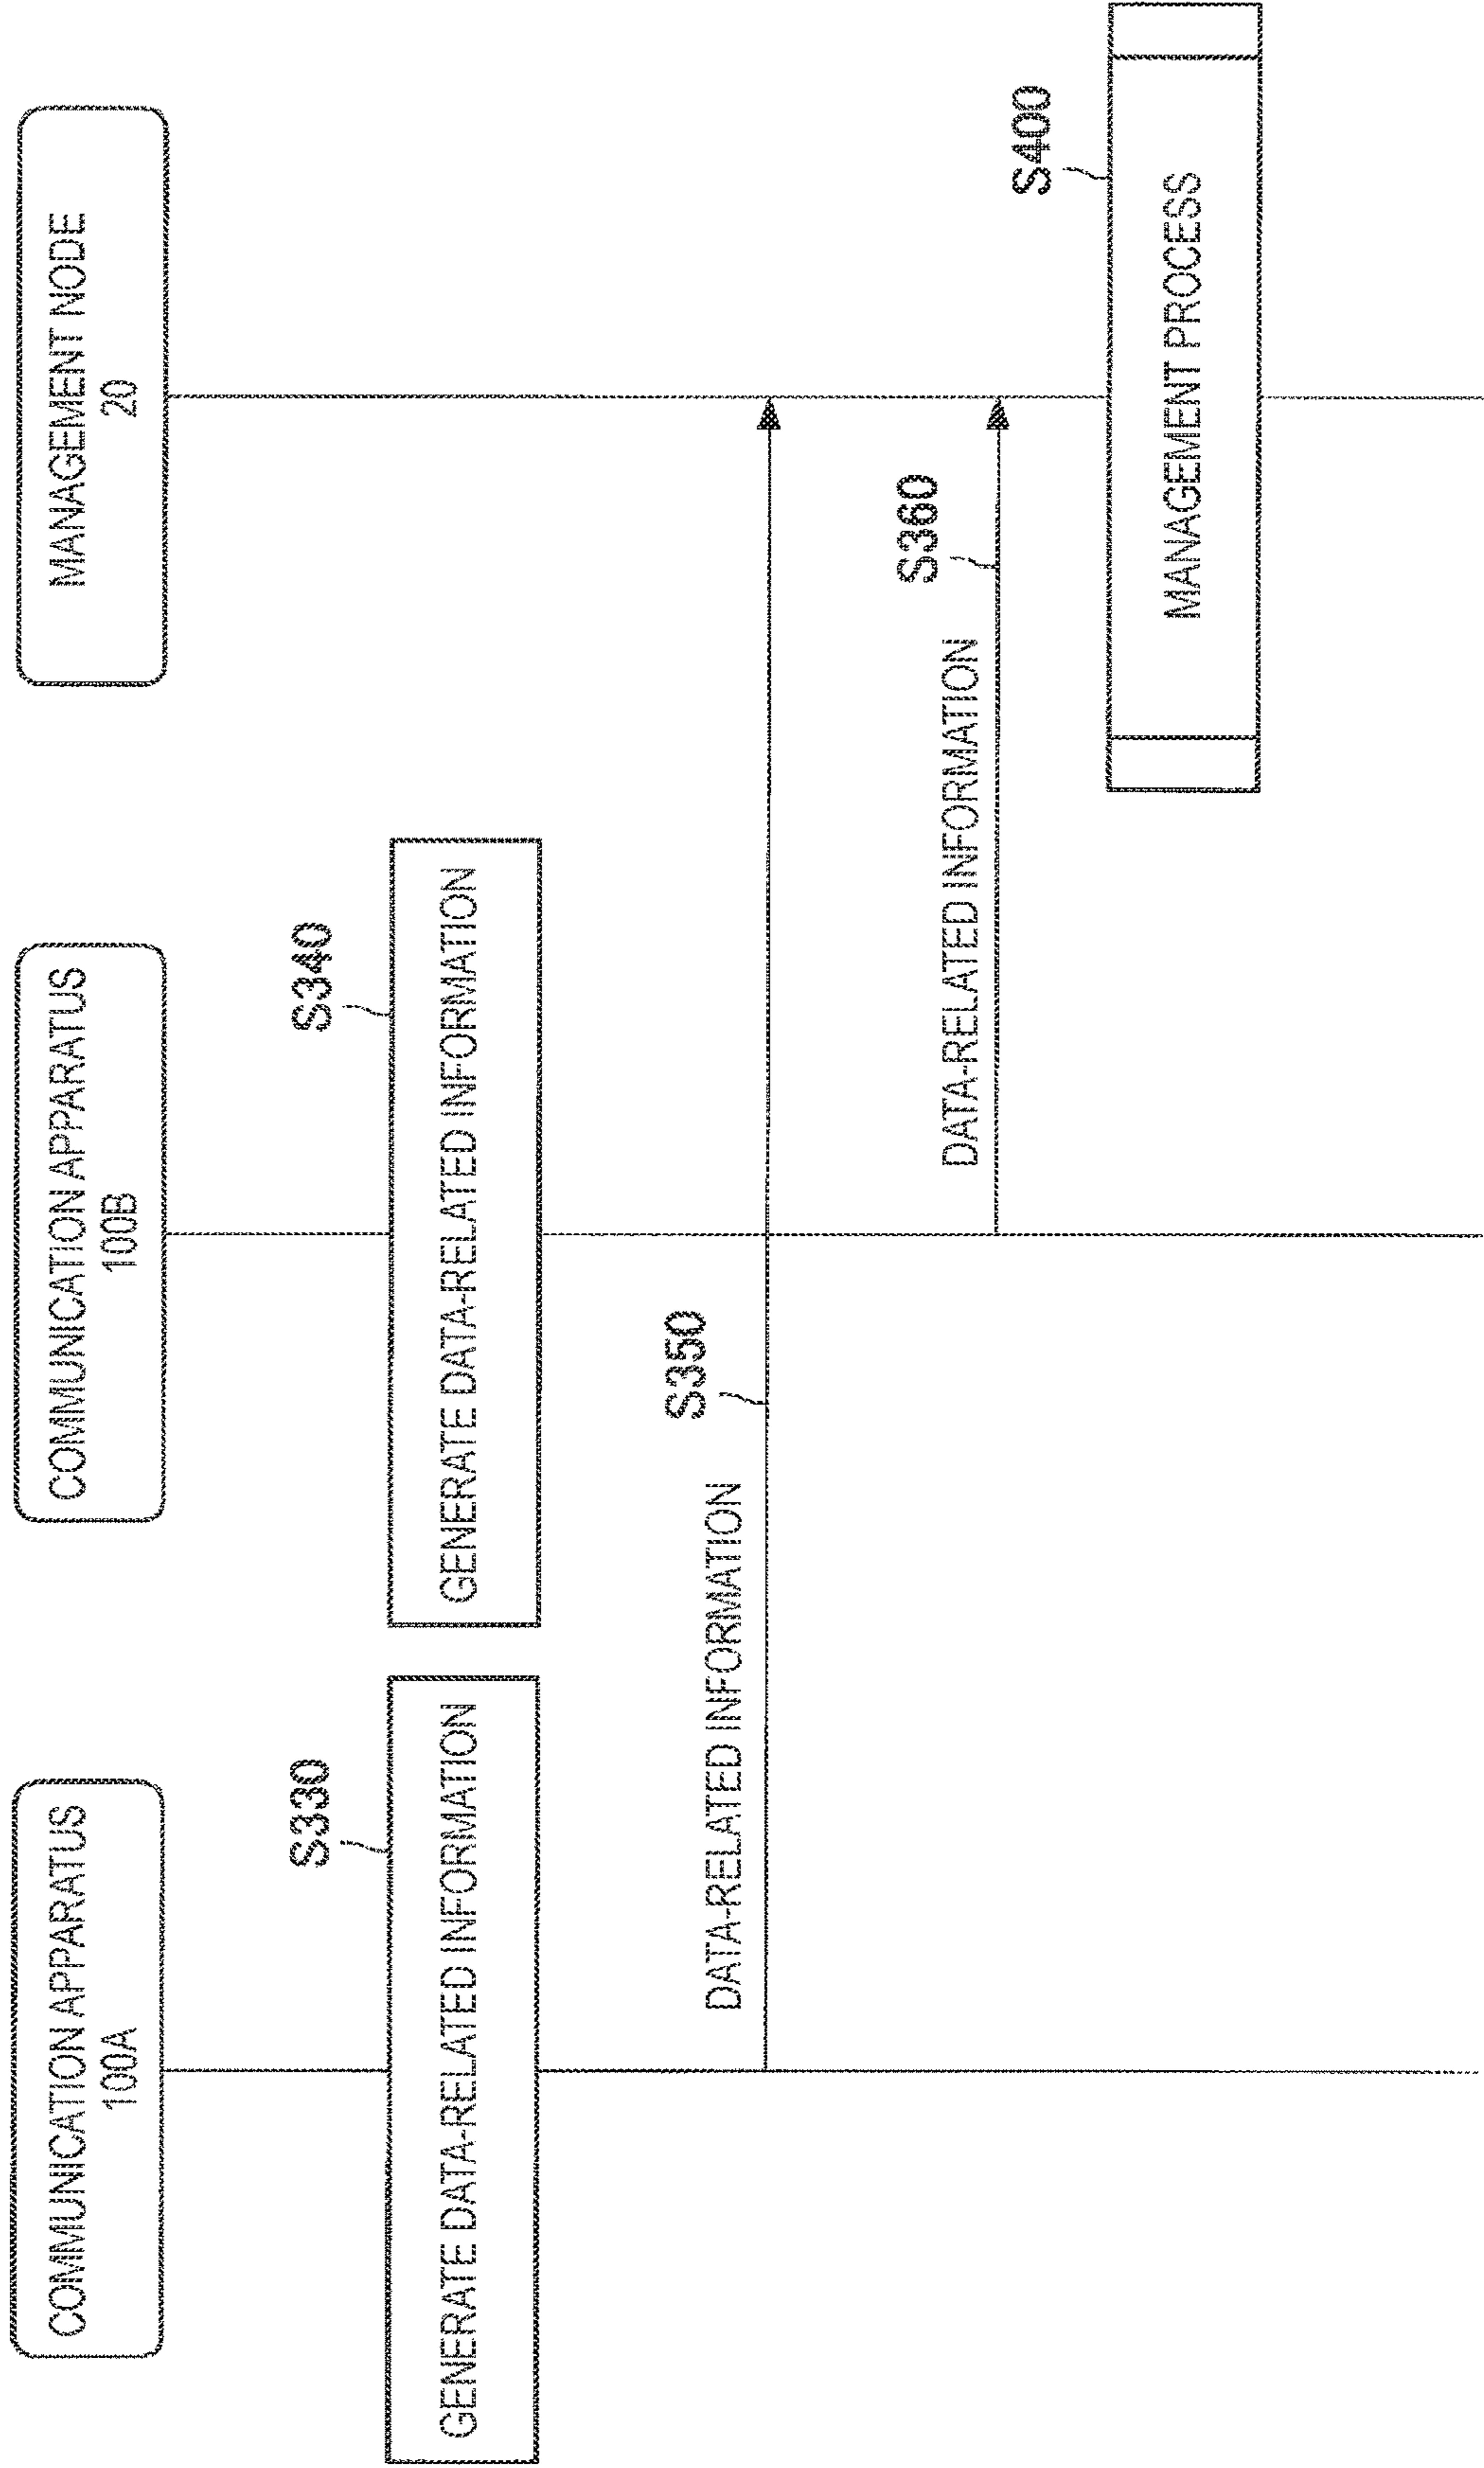 COMMUNICATION APPARATUS
100A
COMMUNICATION APPARATUS
100B
MANAGEMENT NODE
20
S330
GENERATE DATA-RELATED INFORMATION
S340
GENERATE DATA-RELATED INFORMATION
S350
DATA-RELATED INFORMATION
S360
DATA-RELATED INFORMATION
S400
MANAGEMENT PROCESS